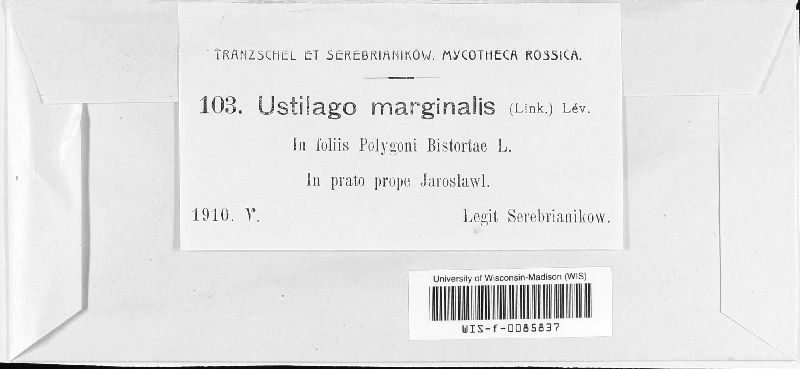 TRANZSCHEL ET SEREBRIANIKOW. MYCOTHECA ROSSICA.
103. Ustilago marginalis (Link.) Lév.
In foliis Polygoni Bistortae L.
In prato prope Jaroslawl.
1910. V. Legit Serebrianikow.
University of Wisconsin-Madison (WIS)
WIS-f-0085837